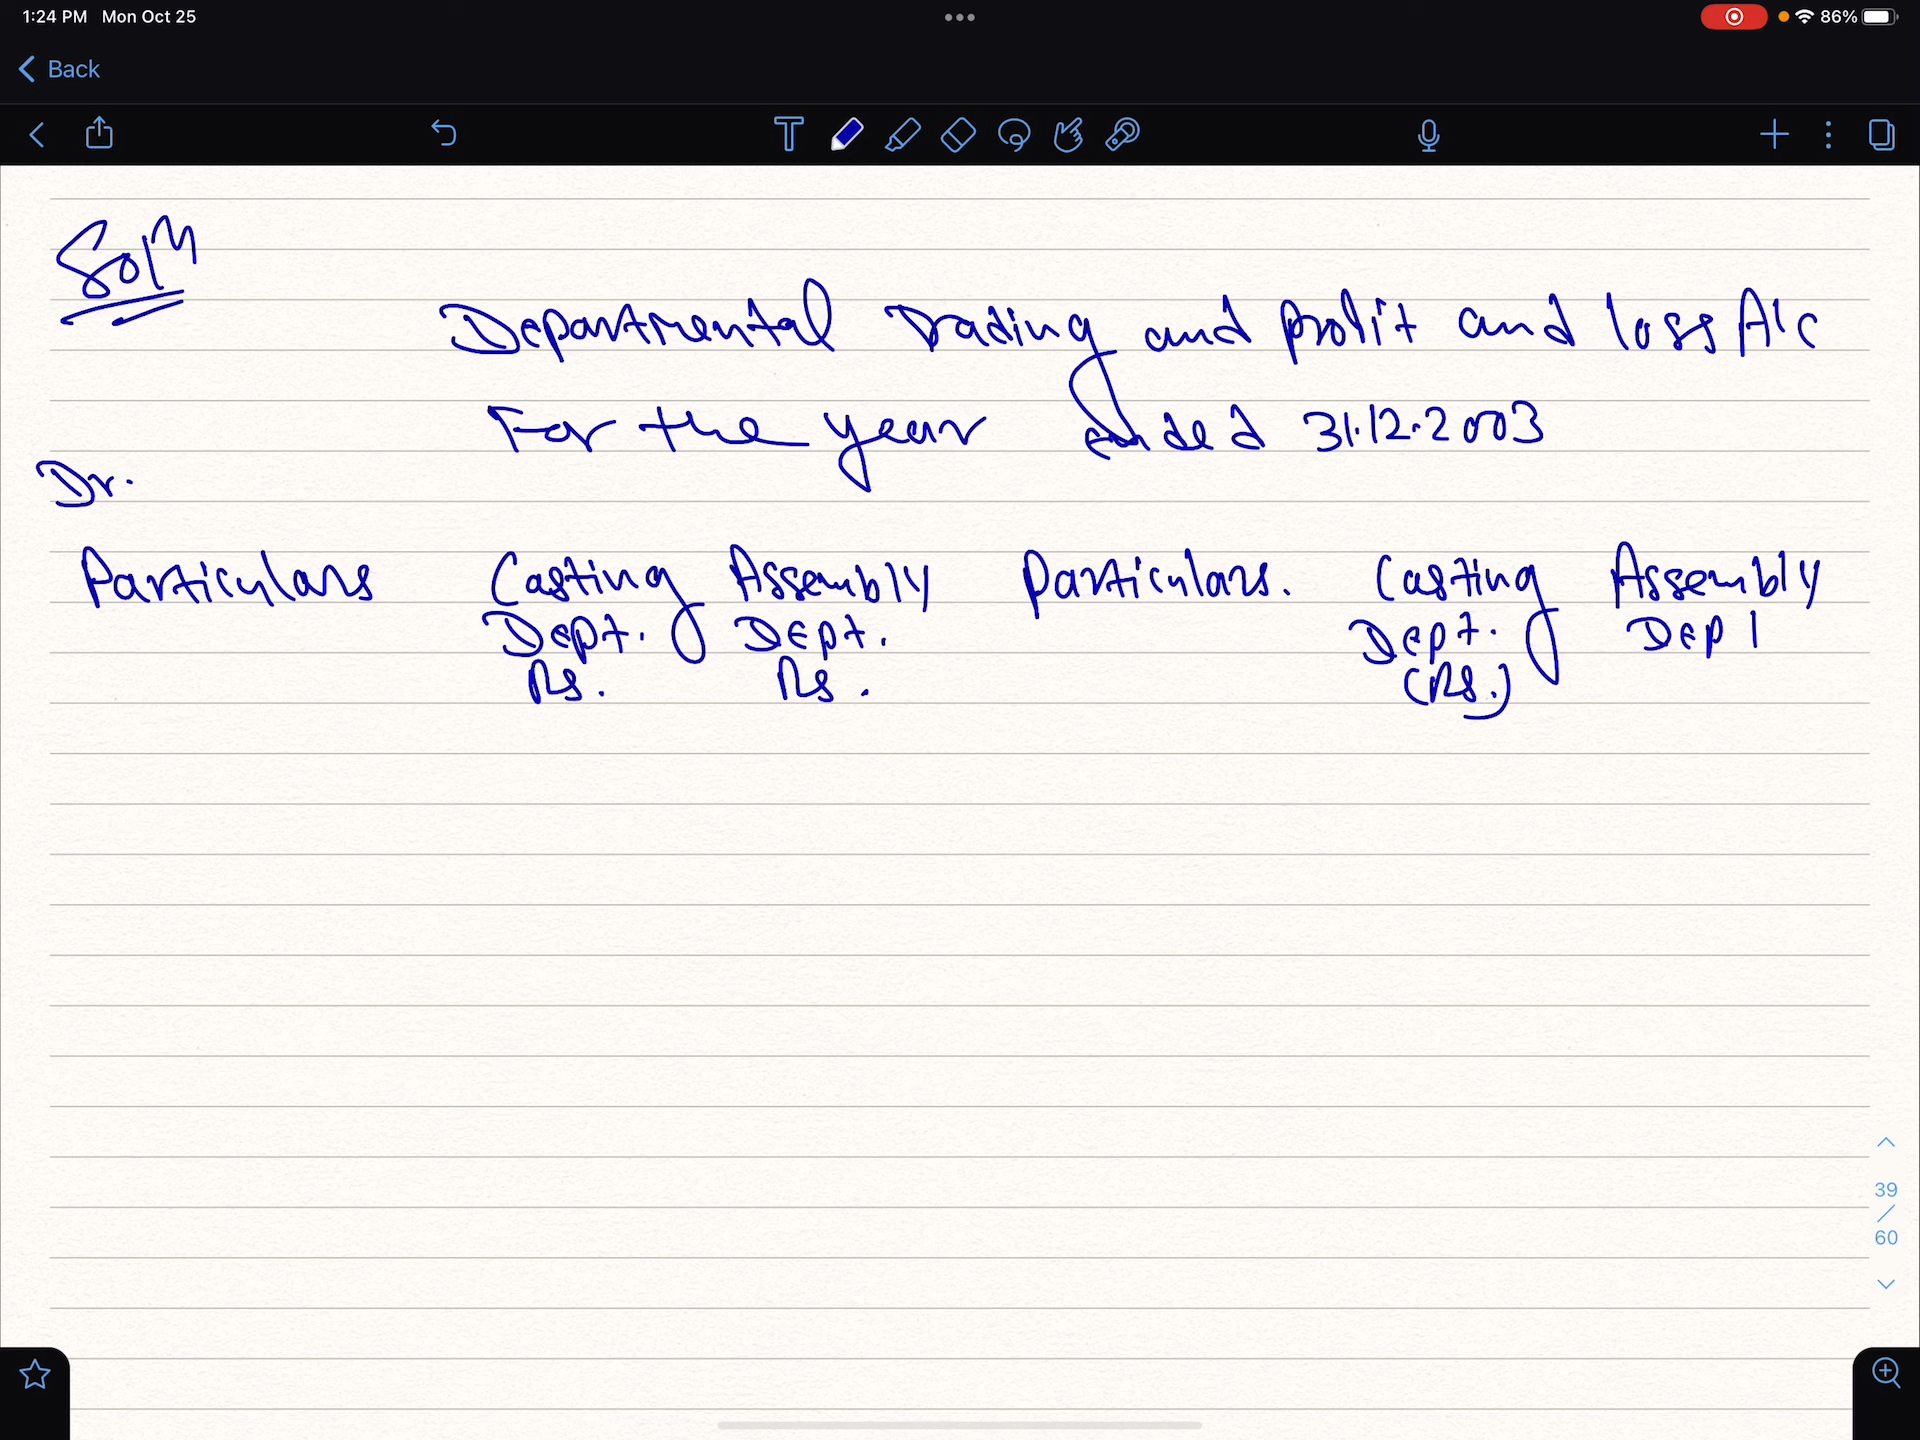 1:24 PM Mon Oct 25
86%
Back
Soln
Departmental Trading and profit and loss A/c
For the year ended 31.12.2003
Dr.
Particulars Casting Assembly Particulars. Casting Assembly
Dept. Dept. Dept. Dep
Rs. Rs. (Rs.)
39
/
60